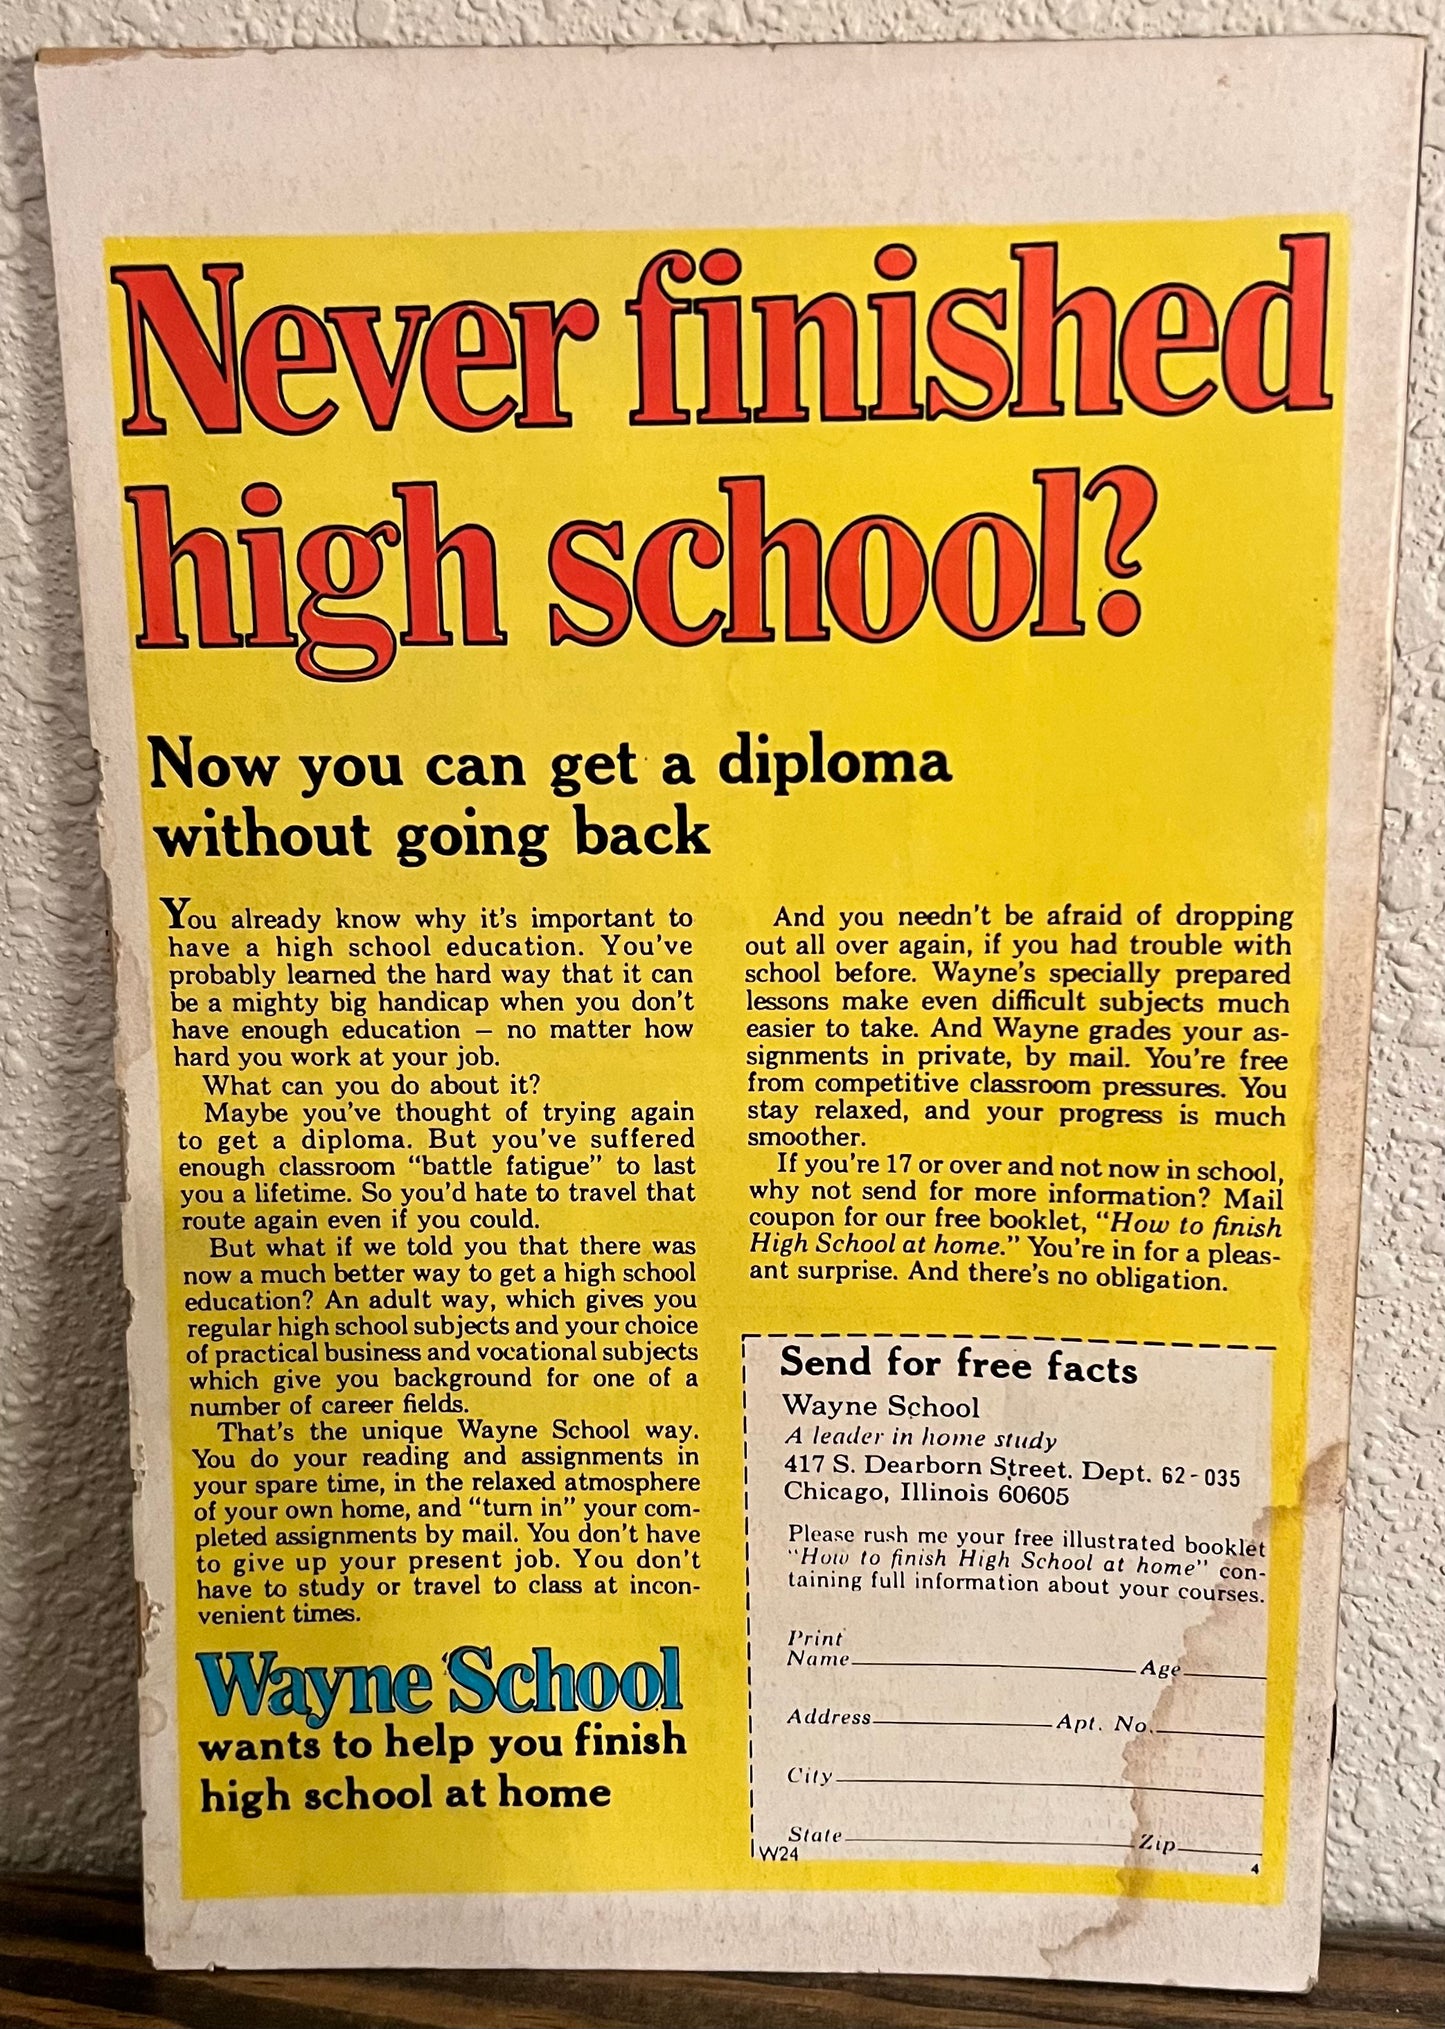 Never finished
high school?
Now you can get a diploma
without going back
You already know why it's important to
have a high school education. You've
probably learned the hard way that it can
be a mighty big handicap when you don't
have enough education – no matter how
hard you work at your job.
What can you do about it?
Maybe you've thought of trying again
to get a diploma. But you've suffered
enough classroom “battle fatigue” to last
you a lifetime. So you'd hate to travel that
route again even if you could.
But what if we told you that there was
now a much better way to get a high school
education? An adult way, which gives you
regular high school subjects and your choice
of practical business and vocational subjects
which give you background for one of a
number of career fields.
That's the unique Wayne School way.
You do your reading and assignments in
your spare time, in the relaxed atmosphere
of your own home, and “turn in” your com-
pleted assignments by mail. You don't have
to give up your present job. You don't
have to study or travel to class at incon-
venient times.
Wayne School
wants to help you finish
high school at home
And you needn't be afraid of dropping
out all over again, if you had trouble with
school before. Wayne's specially prepared
lessons make even difficult subjects much
easier to take. And Wayne grades your as-
signments in private, by mail. You're free
from competitive classroom pressures. You
stay relaxed, and your progress is much
smoother.
If you're 17 or over and not now in school,
why not send for more information? Mail
coupon for our free booklet, “How to finish
High School at home.” You're in for a pleas-
ant surprise. And there's no obligation.
Send for free facts
Wayne School
A leader in home study
417 S. Dearborn Street. Dept. 62-035
Chicago, Illinois 60605
Please rush me your free illustrated booklet
“How to finish High School at home” con-
taining full information about your courses.
Print
Name Age
Address Apt. No.
City
State Zip
W24 4